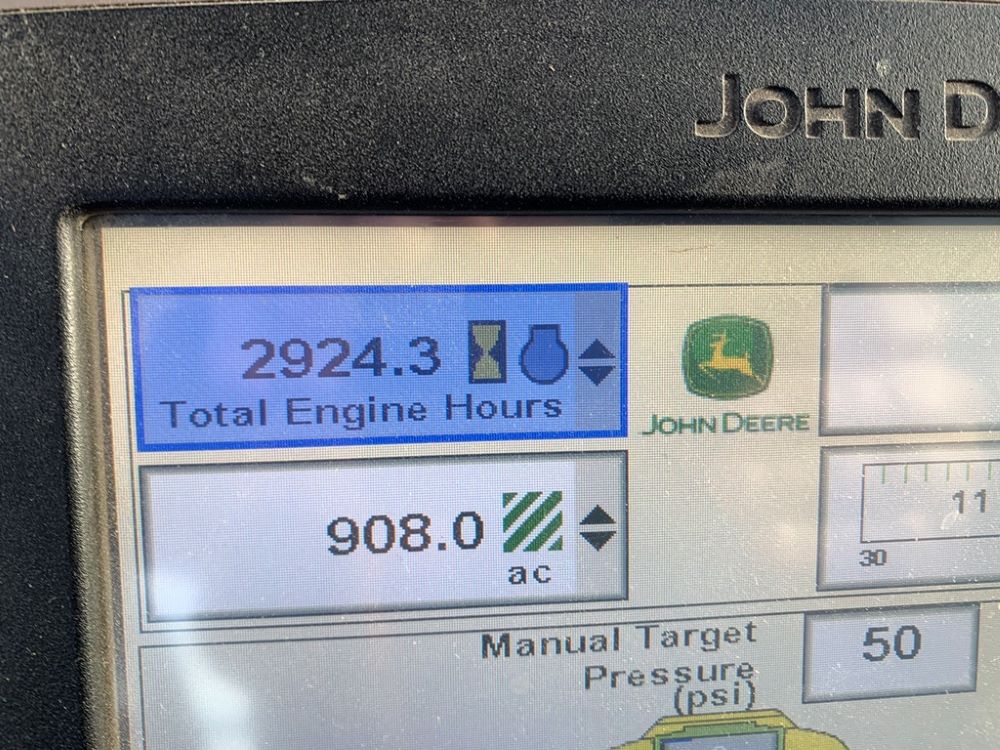 JOHN D
2924.3
Total Engine Hours
JOHN DEERE
908.0
ac
11
30
Manual Target
Pressure
(psi)
50